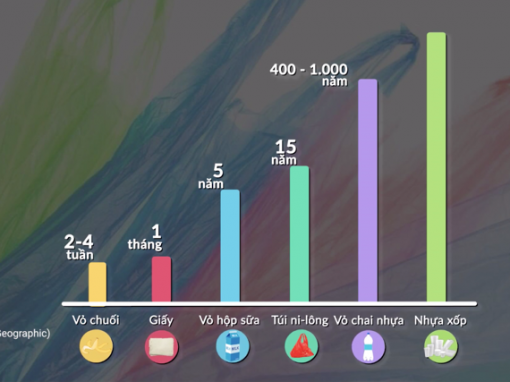 400 - 1.000
năm
15
năm
5
năm
2-4
tuần
1
tháng
Vỏ chuối
Giấy
Vỏ hộp sữa
Túi ni-lông
Vỏ chai nhựa
Nhựa xốp
Geographic)